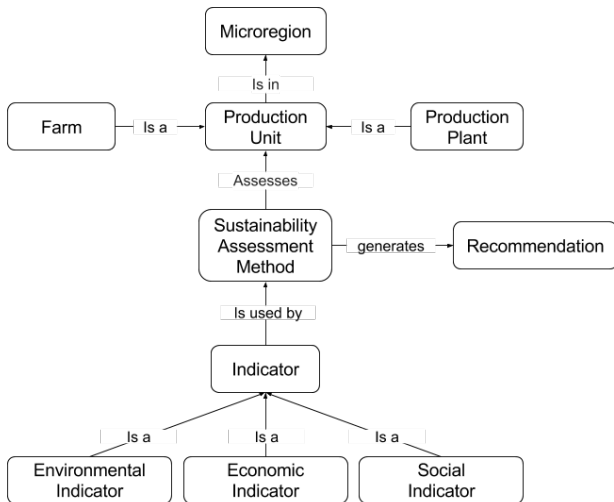 Microregion
Is in
Farm
Is a
Production
Unit
Is a
Production
Plant
Assesses
Sustainability
Assessment
Method
generates
Recommendation
Is used by
Indicator
Is a
Is a
Is a
Environmental
Indicator
Economic
Indicator
Social
Indicator